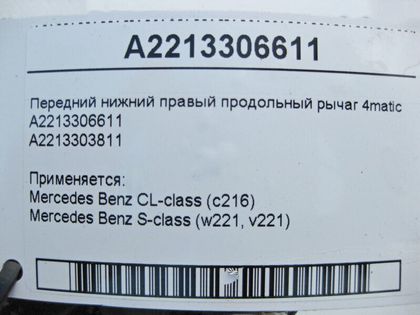 A2213306611
Передний нижний правый продольный рычаг 4matic
A2213306611
A2213303811
Применяется:
Mercedes Benz CL-class (c216)
Mercedes Benz S-class (w221, v221)